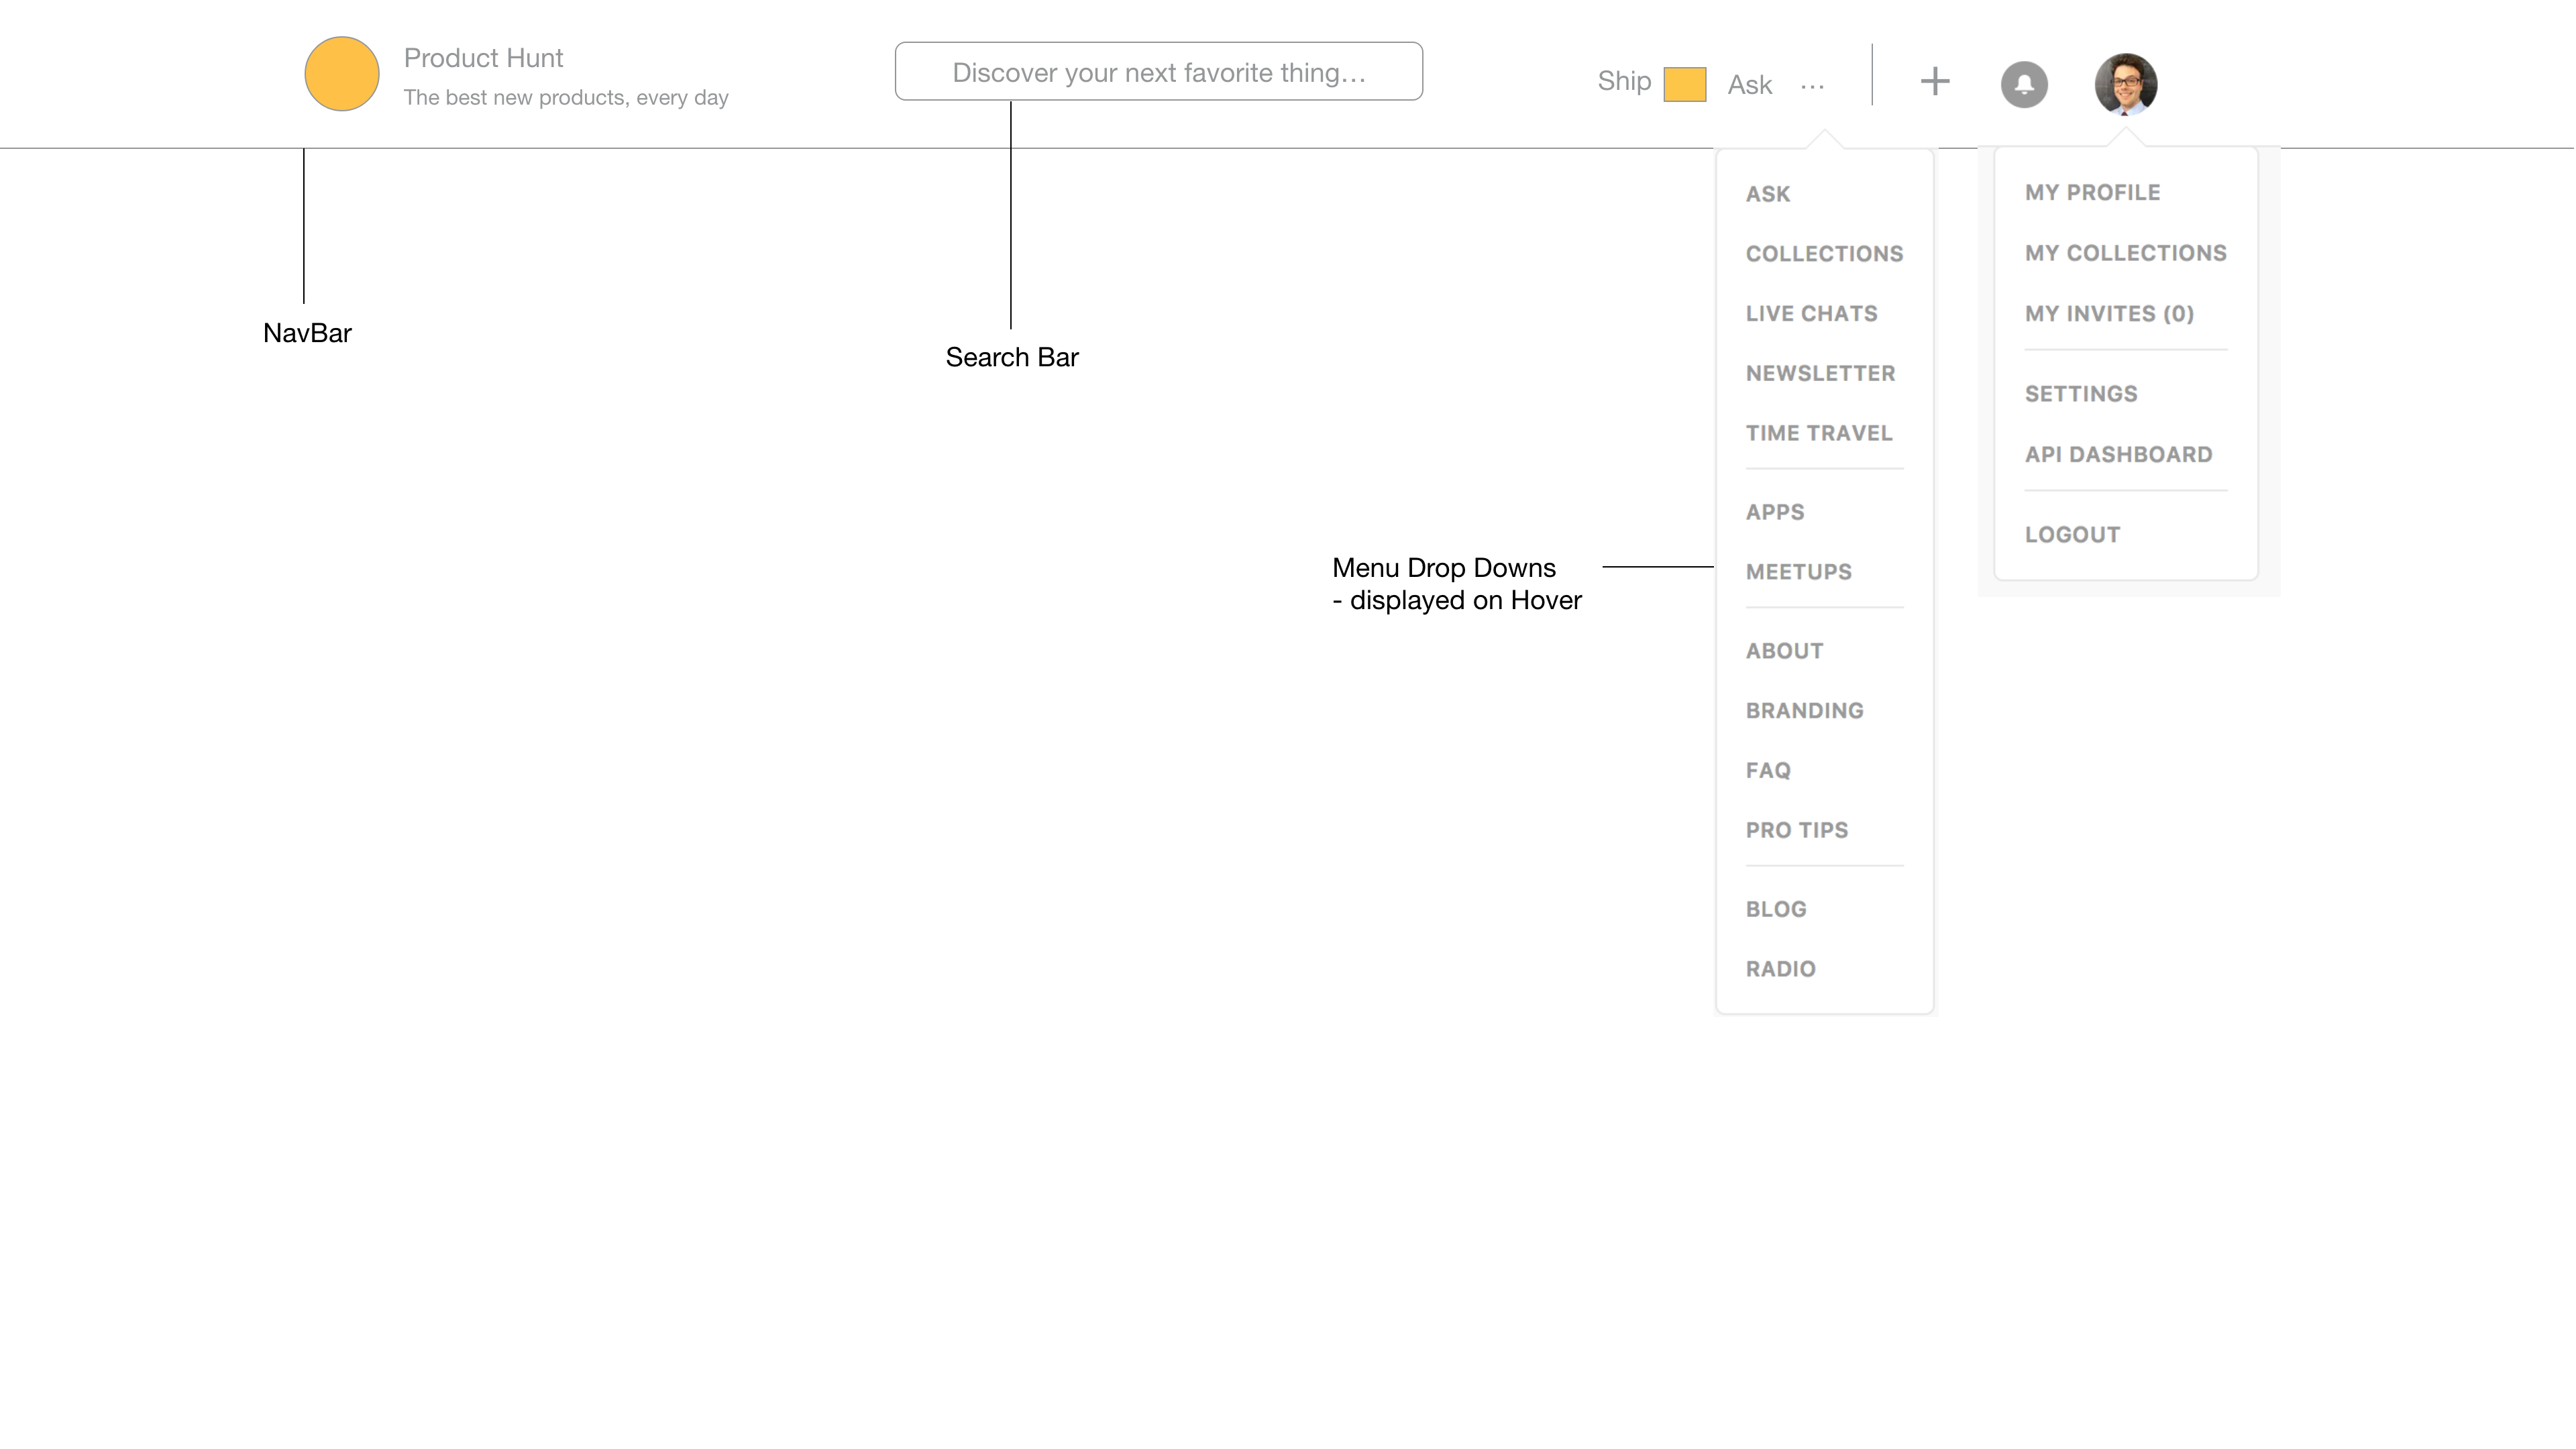 Product Hunt
The best new products, every day
Discover your next favorite thing...
Ship
Ask
...
NavBar
Search Bar
Menu Drop Downs
- displayed on Hover
ASK
COLLECTIONS
LIVE CHATS
NEWSLETTER
TIME TRAVEL
APPS
MEETUPS
ABOUT
BRANDING
FAQ
PRO TIPS
BLOG
RADIO
MY PROFILE
MY COLLECTIONS
MY INVITES (0)
SETTINGS
API DASHBOARD
LOGOUT